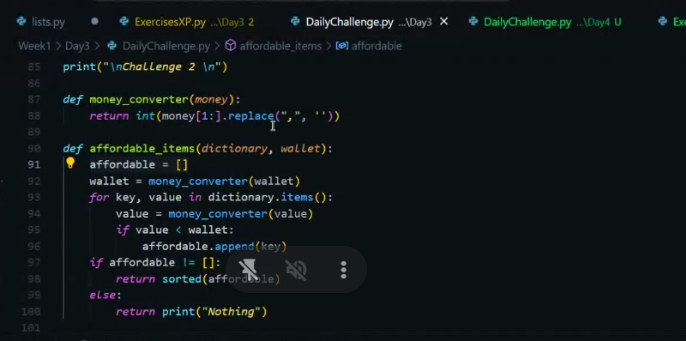 lists.py ExercisesXP.py ...\Day3 2 DailyChallenge.py ...\Day3 DailyChallenge.py ...\Day4 U
Week1 > Day3 > DailyChallenge.py > affordable_items > affordable
85 print("\nChallenge 2 \n")
86
87 def money_converter(money):
88 return int(money[1:].replace(",", ''))
89
90 def affordable_items(dictionary, wallet):
91 affordable = []
92 wallet = money_converter(wallet)
93 for key, value in dictionary.items():
94 value = money_converter(value)
95 if value < wallet:
96 affordable.append(key)
97 if affordable != []:
98 return sorted(affordable)
99 else:
100 return print("Nothing")
101